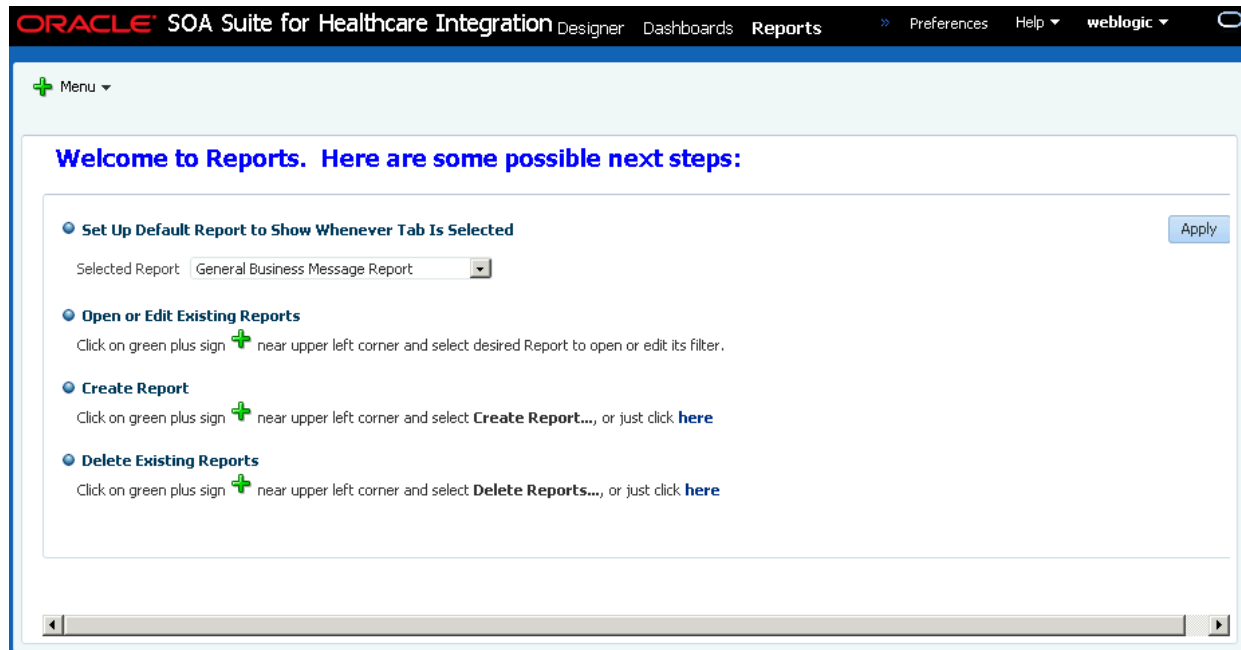 ORACLE SOA Suite for Healthcare Integration Designer Dashboards Reports » Preferences Help weblogic
Menu
Welcome to Reports. Here are some possible next steps:
Set Up Default Report to Show Whenever Tab Is Selected Apply
Selected Report General Business Message Report
Open or Edit Existing Reports
Click on green plus sign near upper left corner and select desired Report to open or edit its filter.
Create Report
Click on green plus sign near upper left corner and select Create Report..., or just click here
Delete Existing Reports
Click on green plus sign near upper left corner and select Delete Reports..., or just click here